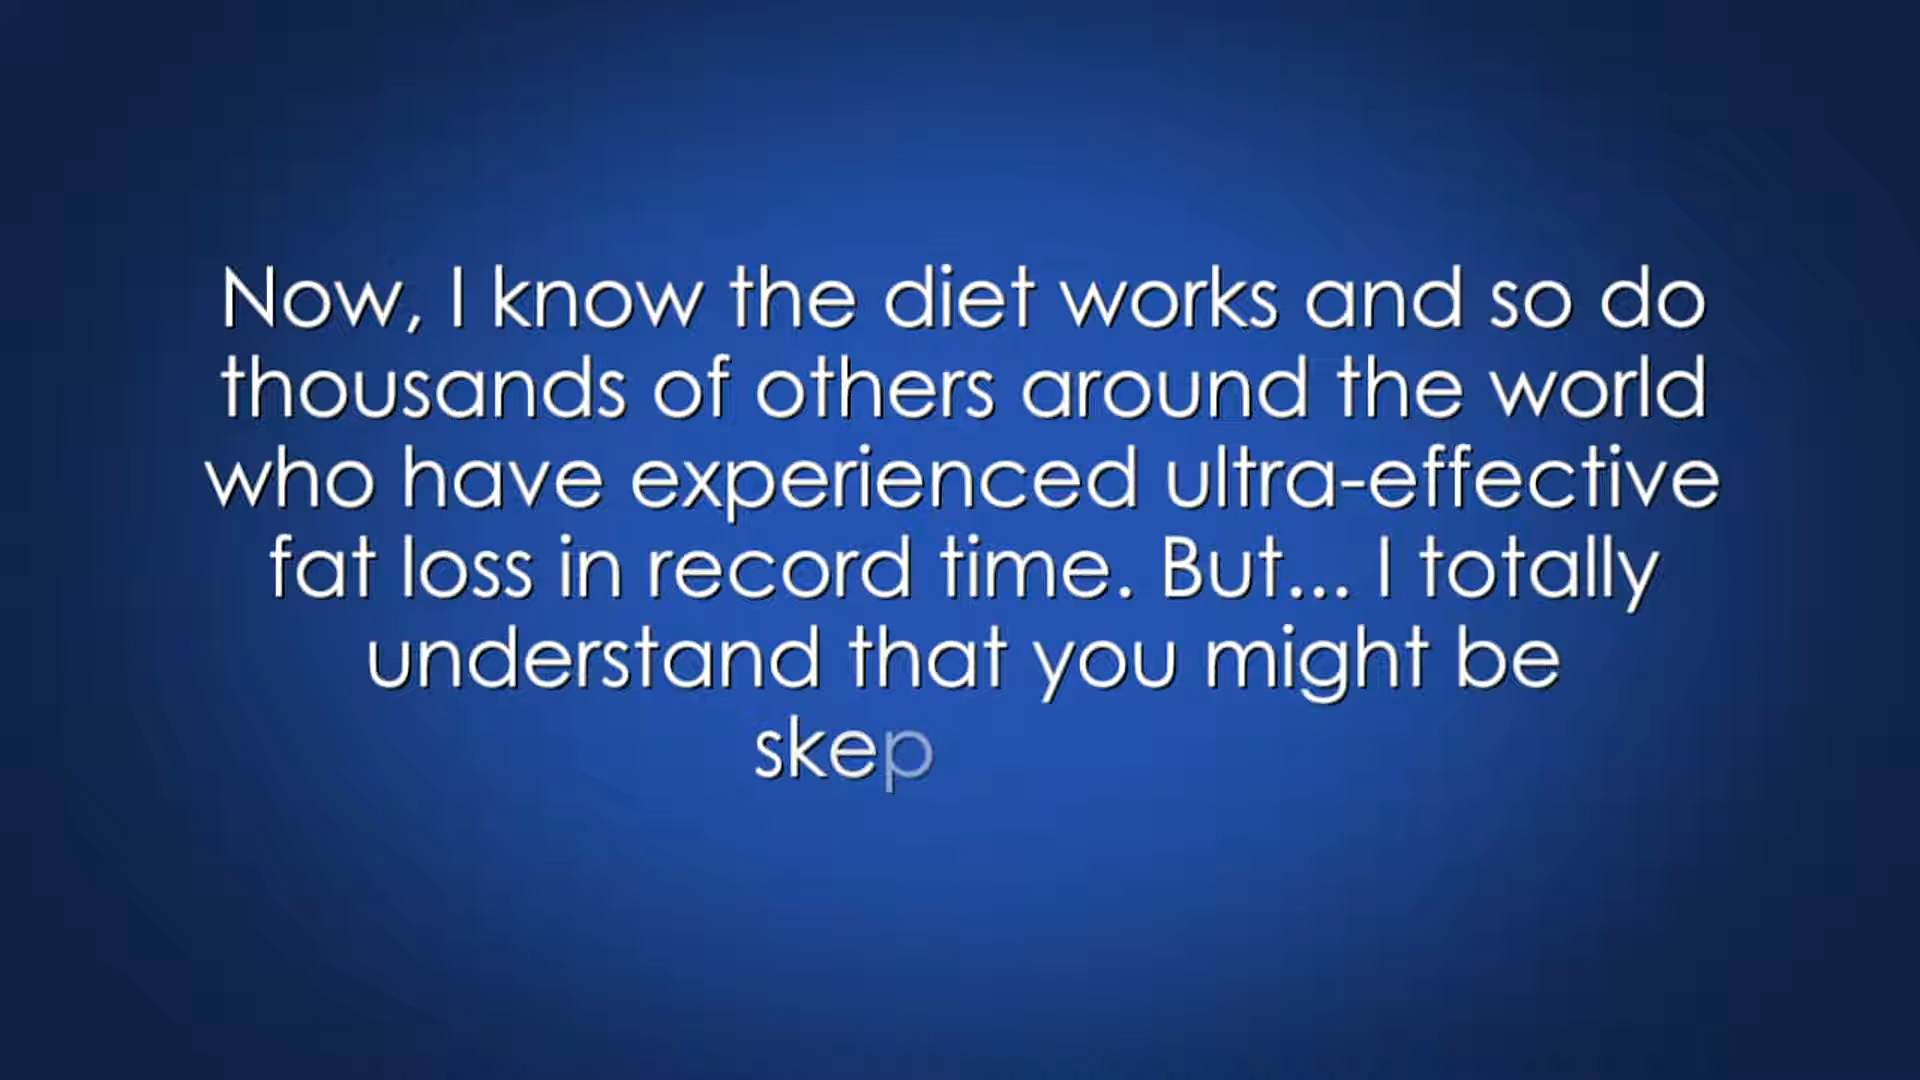 Now, I know the diet works and so do
thousands of others around the world
who have experienced ultra-effective
fat loss in record time. But... I totally
understand that you might be
skep